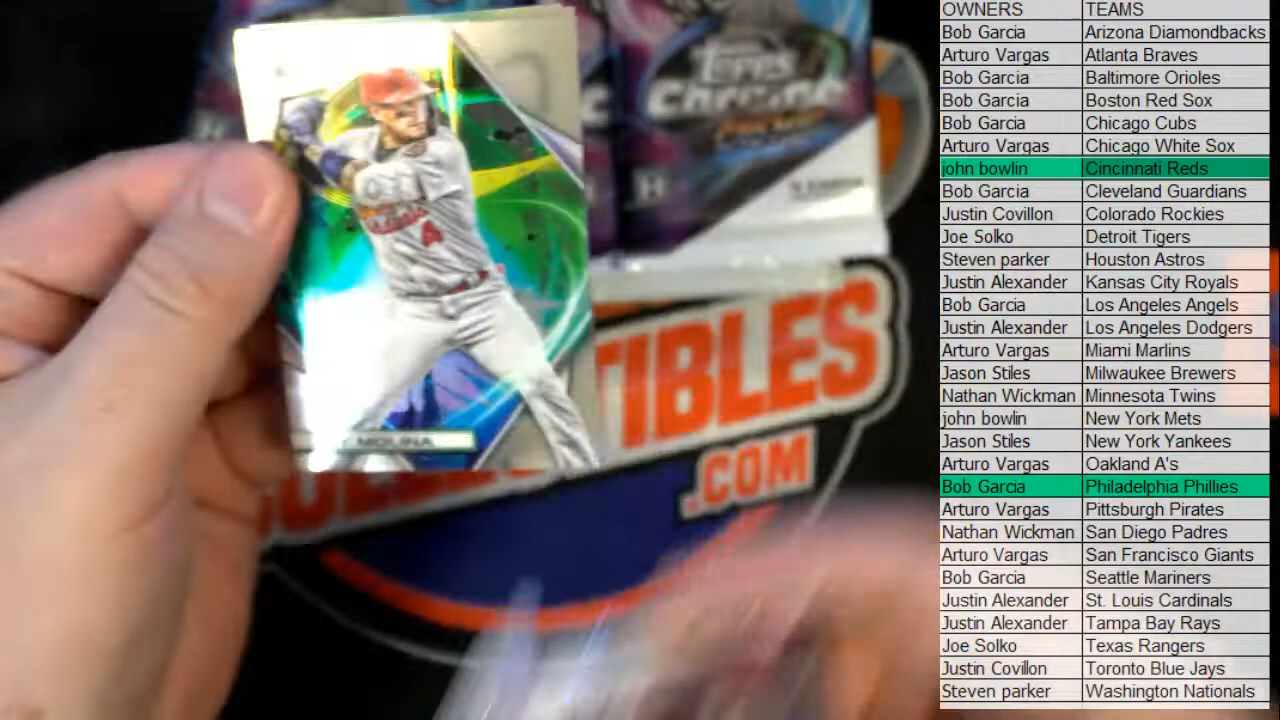 Topps
Chrome
4
MOLINA
TIBLES
.COM
OWNERS TEAMS
Bob Garcia Arizona Diamondbacks
Arturo Vargas Atlanta Braves
Bob Garcia Baltimore Orioles
Bob Garcia Boston Red Sox
Bob Garcia Chicago Cubs
Arturo Vargas Chicago White Sox
john bowlin Cincinnati Reds
Bob Garcia Cleveland Guardians
Justin Covillon Colorado Rockies
Joe Solko Detroit Tigers
Steven parker Houston Astros
Justin Alexander Kansas City Royals
Bob Garcia Los Angeles Angels
Justin Alexander Los Angeles Dodgers
Arturo Vargas Miami Marlins
Jason Stiles Milwaukee Brewers
Nathan Wickman Minnesota Twins
john bowlin New York Mets
Jason Stiles New York Yankees
Arturo Vargas Oakland A's
Bob Garcia Philadelphia Phillies
Arturo Vargas Pittsburgh Pirates
Nathan Wickman San Diego Padres
Arturo Vargas San Francisco Giants
Bob Garcia Seattle Mariners
Justin Alexander St. Louis Cardinals
Justin Alexander Tampa Bay Rays
Joe Solko Texas Rangers
Justin Covillon Toronto Blue Jays
Steven parker Washington Nationals